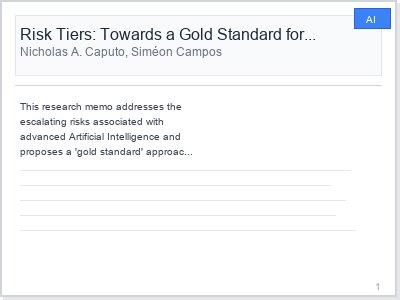 AI
Risk Tiers: Towards a Gold Standard for...
Nicholas A. Caputo, Siméon Campos
This research memo addresses the
escalating risks associated with
advanced Artificial Intelligence and
proposes a 'gold standard' approac...
1